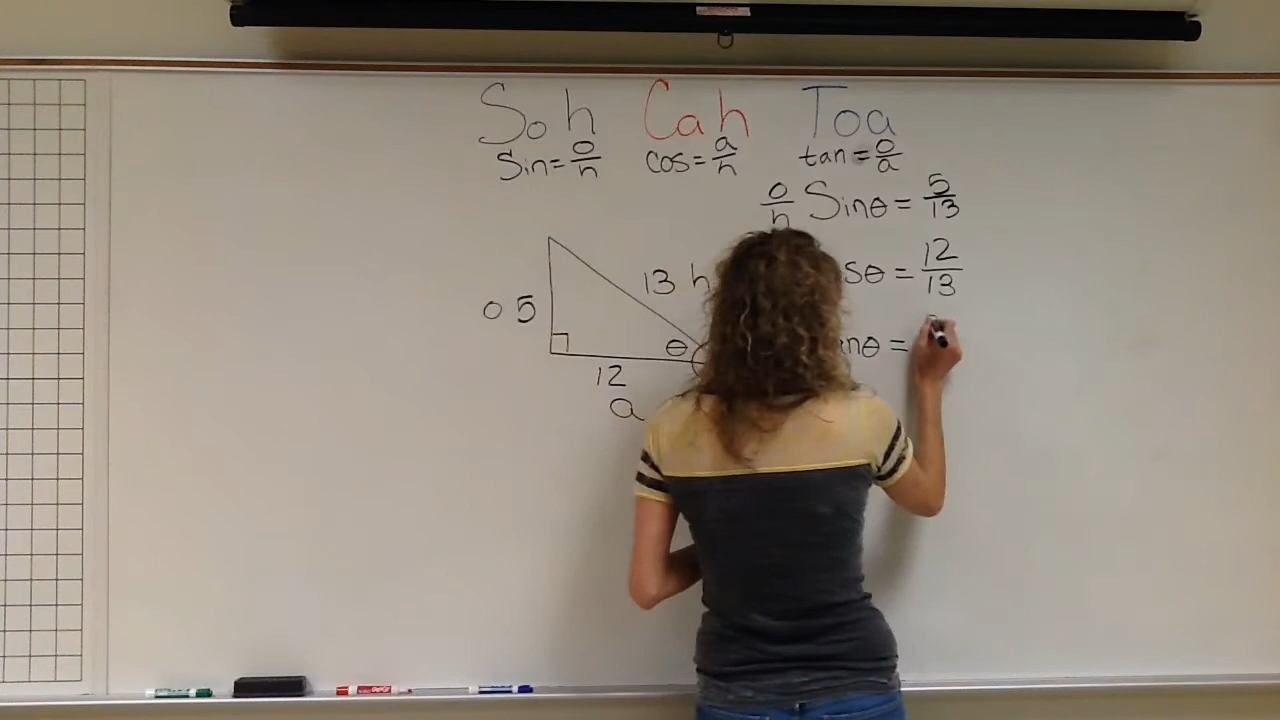 Soh Cah Toa
sin = o/h cos = a/h tan = o/a
o/h Sinθ = 5/13
sθ = 12/13
nθ =
13 h
o 5
θ
12
a